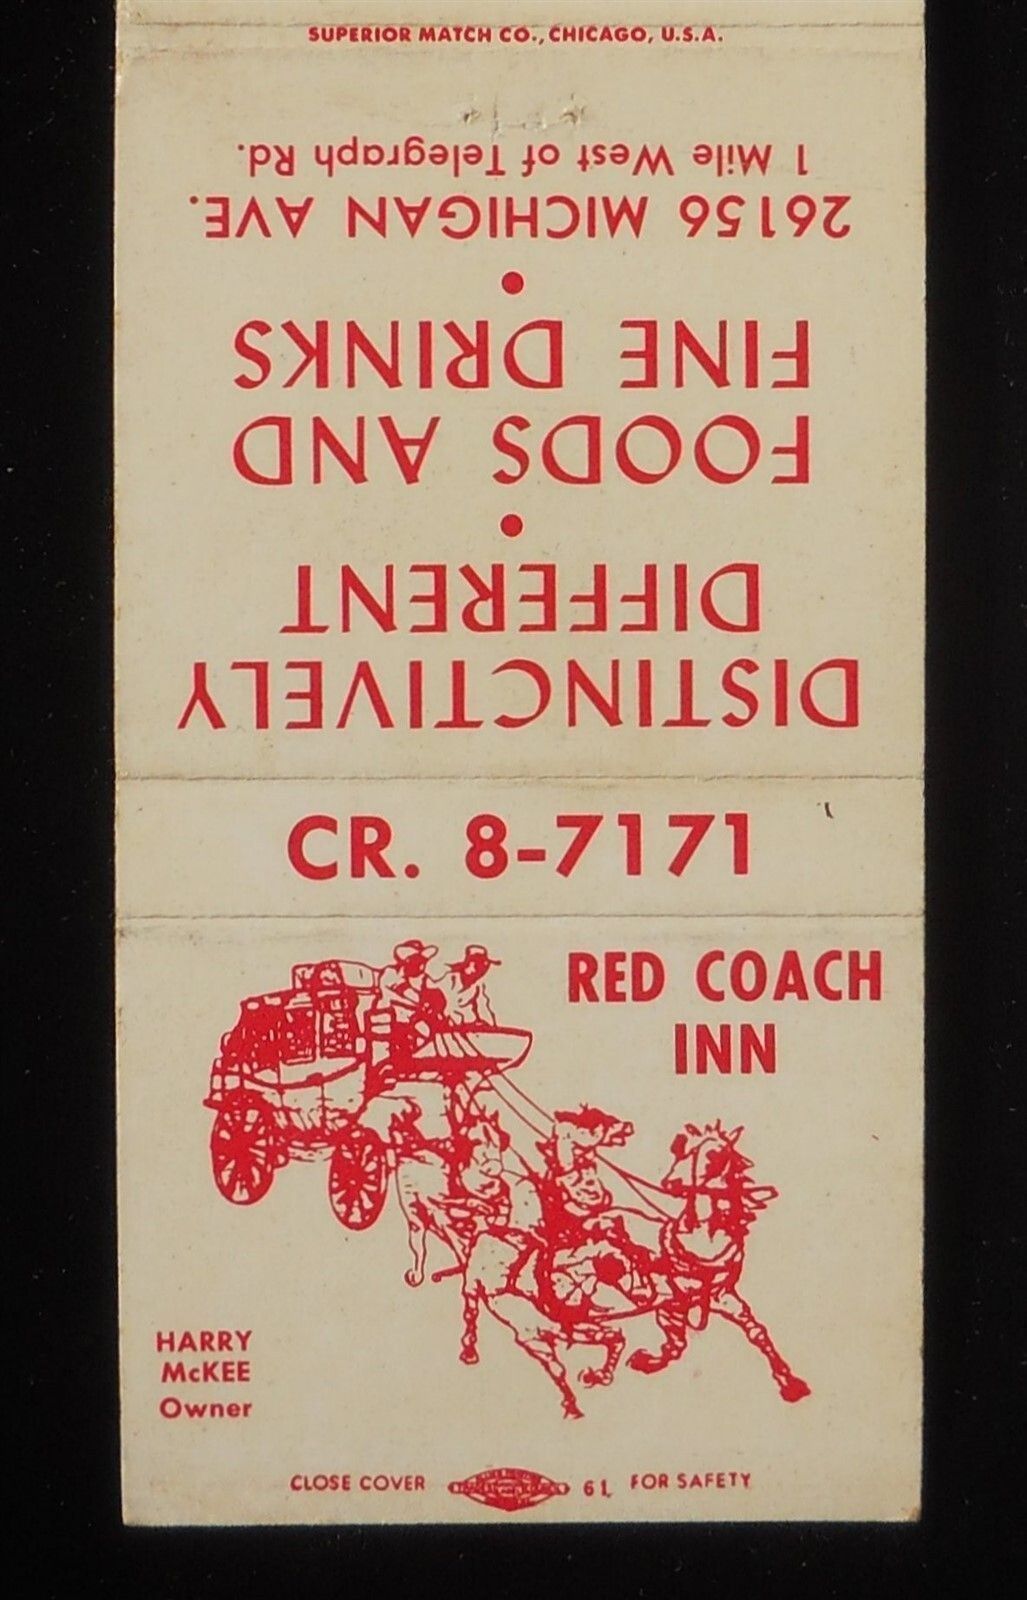 SUPERIOR MATCH CO., CHICAGO, U.S.A.
DISTINCTIVELY
DIFFERENT
•
FOODS AND
FINE DRINKS
•
26156 MICHIGAN AVE.
1 Mile West of Telegraph Rd.
CR. 8-7171
RED COACH
INN
HARRY
McKEE
Owner
CLOSE COVER 61 FOR SAFETY